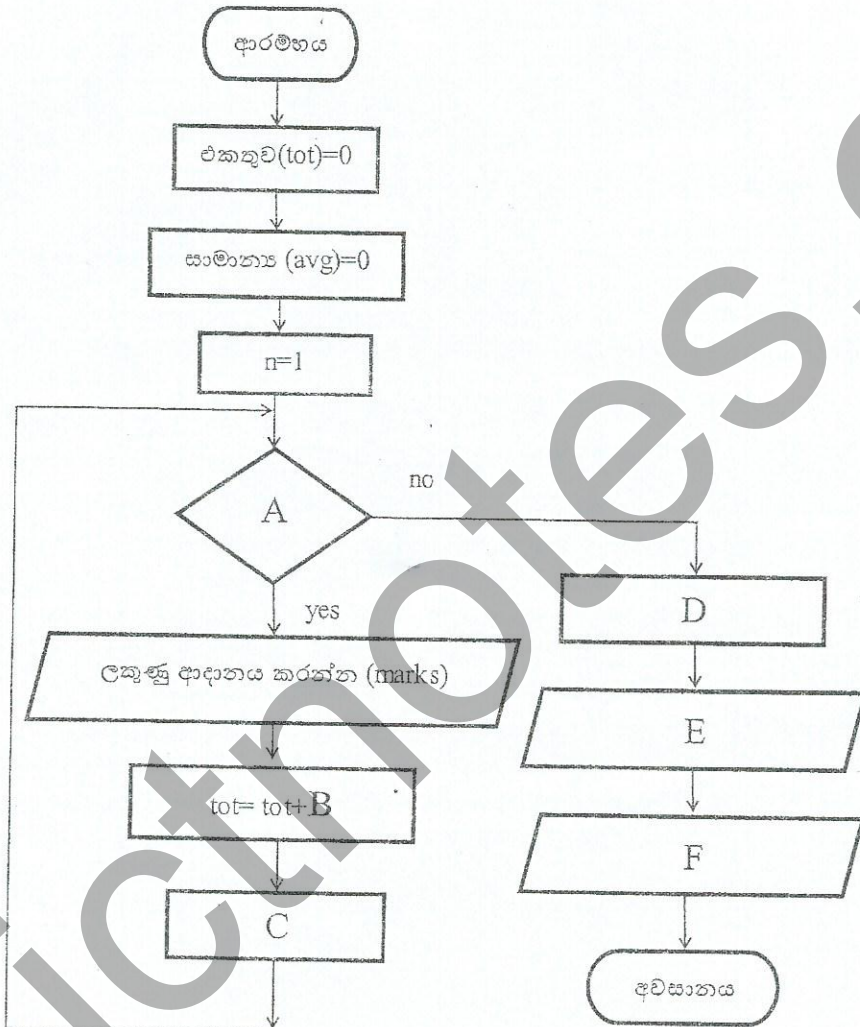 ආරම්භය
එකතුව(tot)=0
සාමාන්‍ය (avg)=0
n=1
A
no
yes
D
ලකුණු ආදානය කරන්න (marks)
E
tot= tot+B
F
C
අවසානය
ictnotes